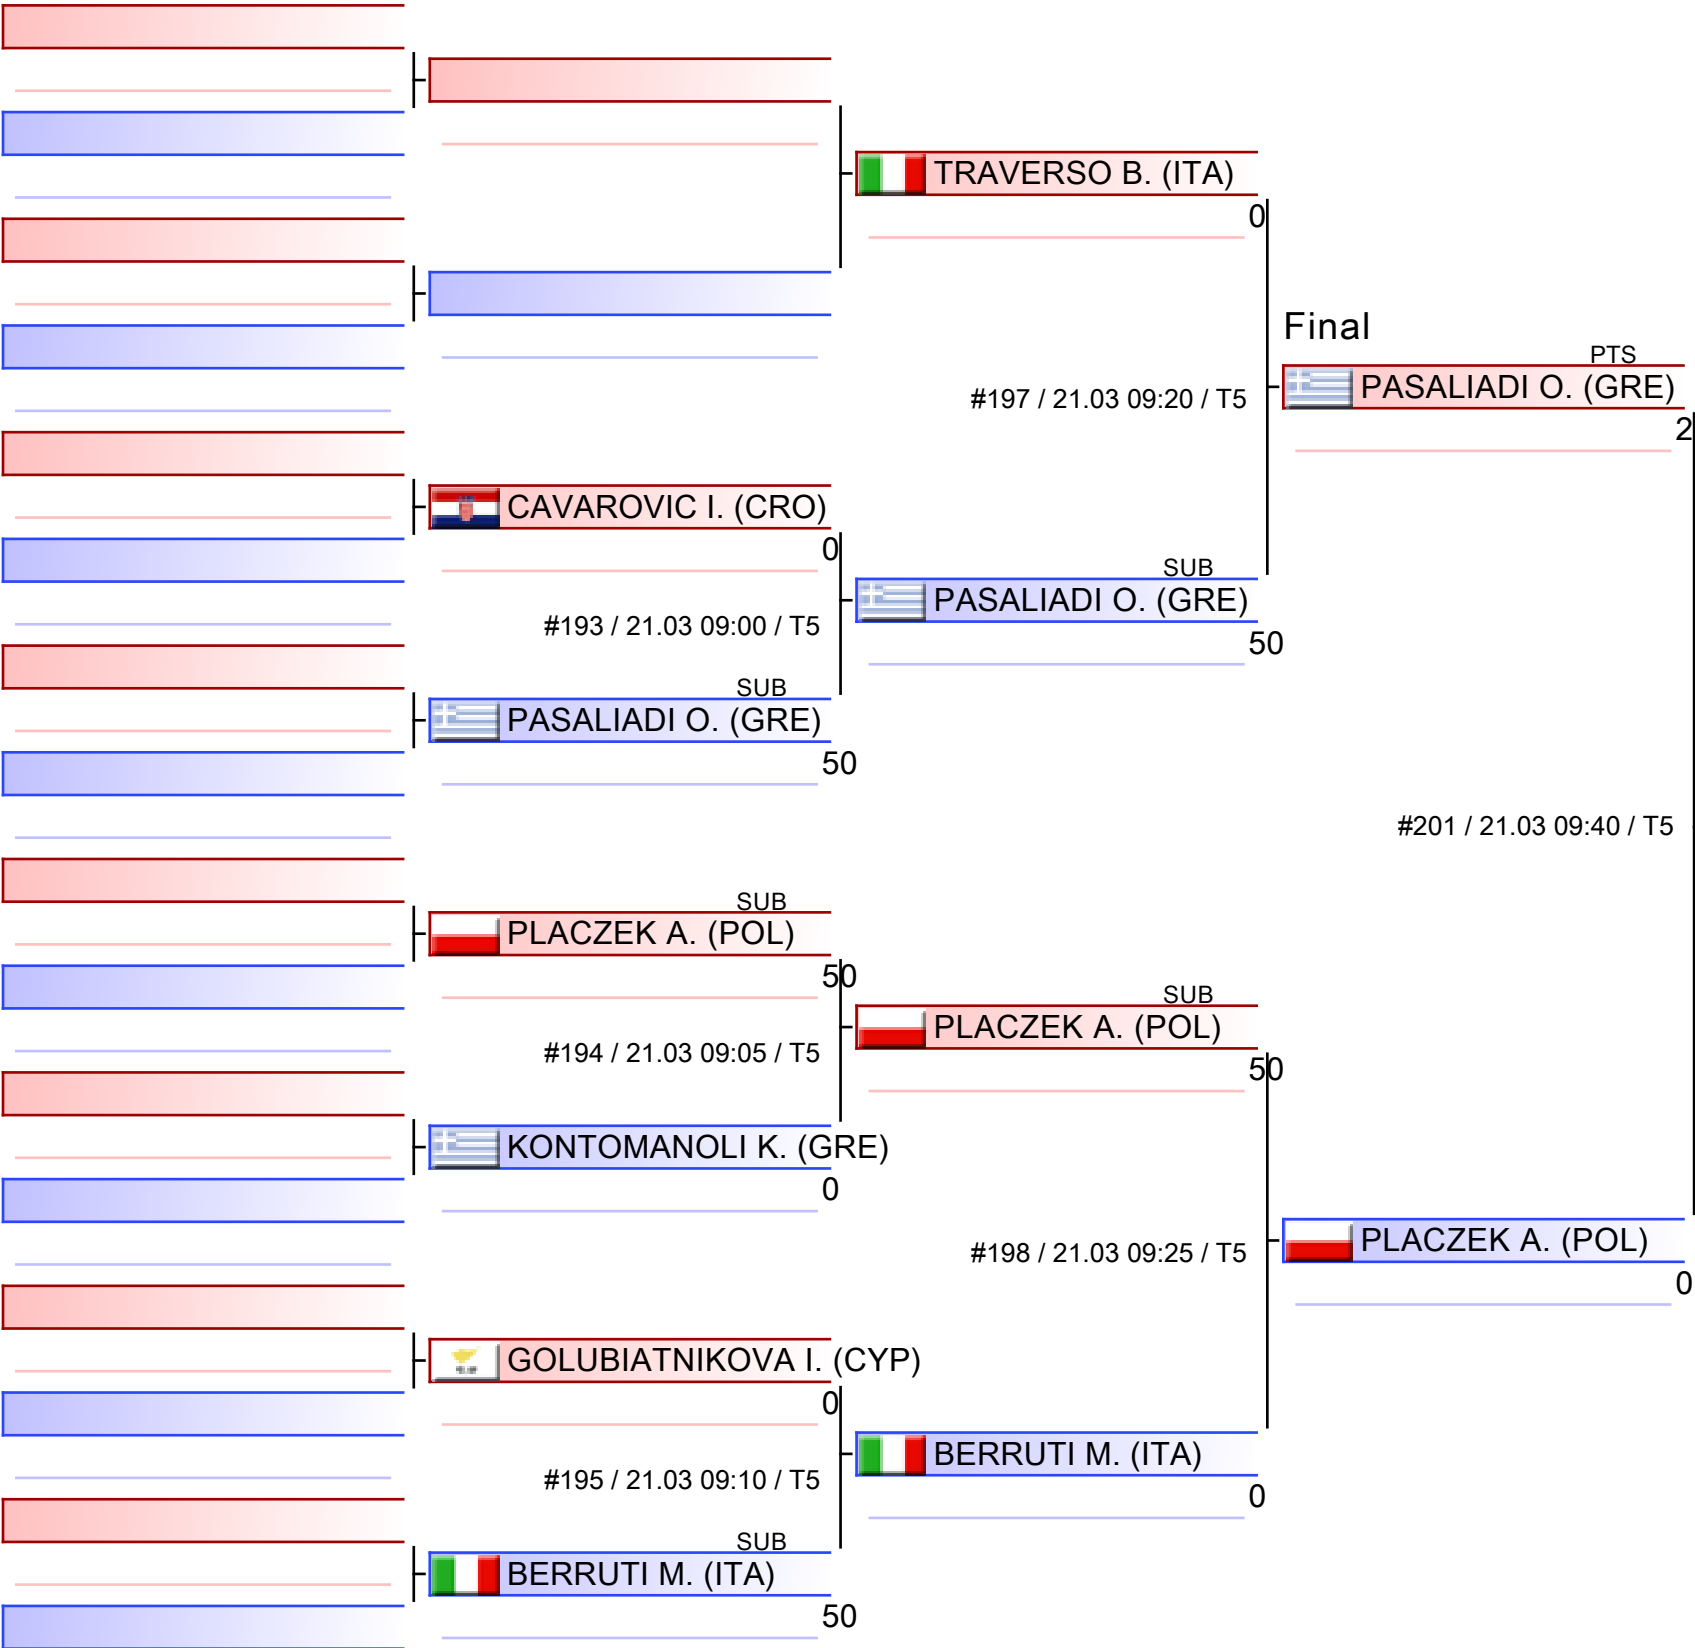 TRAVERSO B. (ITA)
0
Final
PTS
#197 / 21.03 09:20 / T5
PASALIADI O. (GRE)
2
CAVAROVIC I. (CRO)
0
SUB
PASALIADI O. (GRE)
#193 / 21.03 09:00 / T5
50
SUB
PASALIADI O. (GRE)
50
#201 / 21.03 09:40 / T5
SUB
PLACZEK A. (POL)
50
SUB
PLACZEK A. (POL)
#194 / 21.03 09:05 / T5
50
KONTOMANOLI K. (GRE)
0
#198 / 21.03 09:25 / T5
PLACZEK A. (POL)
0
GOLUBIATNIKOVA I. (CYP)
0
BERRUTI M. (ITA)
#195 / 21.03 09:10 / T5
0
SUB
BERRUTI M. (ITA)
50